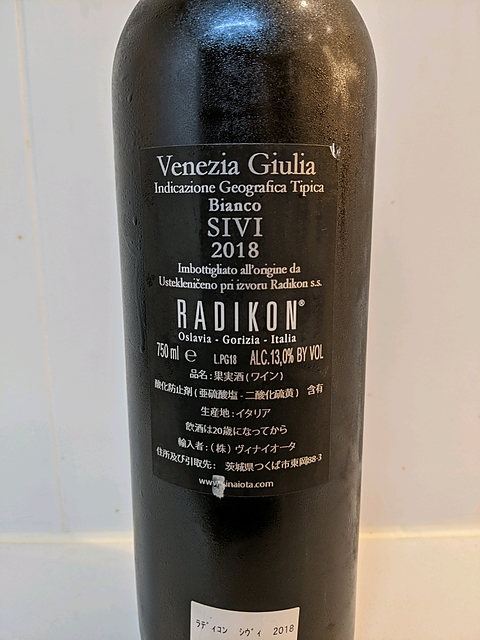 Venezia Giulia
Indicazione Geografica Tipica
Bianco
SIVI
2018
Imbottigliato all'origine da
Ustekleničeno pri izvoru Radikon s.s.
RADIKON®
Oslavia - Gorizia - Italia
750 ml ℮ L.PG18 ALC.13,0% BY VOL
品名：果実酒(ワイン)
酸化防止剤(亜硫酸塩 - 二酸化硫黄) 含有
生産地：イタリア
飲酒は20歳になってから
輸入者：(株)ヴィナイオータ
住所及び引取先： 茨城県つくば市東岡88-3
ラディコン シヴィ 2018